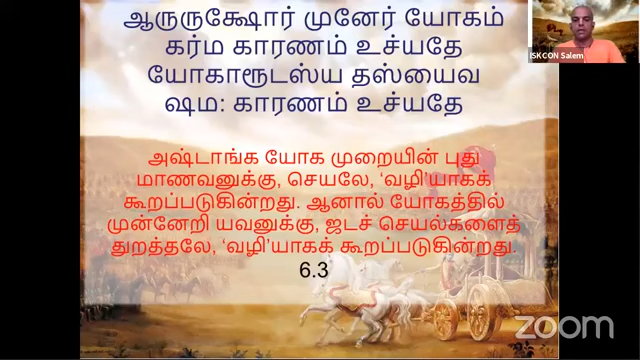 ஆருருக்ஷோர் முனேர் யோகம்
கர்ம காரணம் உச்யதே
யோகாரூடஸ்ய தஸ்யைவ
ஷம: காரணம் உச்யதே
அஷ்டாங்க யோக முறையின் புது
மாணவனுக்கு, செயலே, ‘வழி’யாகக்
கூறப்படுகின்றது. ஆனால் யோகத்தில்
முன்னேறி யவனுக்கு, ஜடச் செயல்களைத்
துறத்தலே, ‘வழி’யாகக் கூறப்படுகின்றது.
6.3
ISKCON Salem
zoom